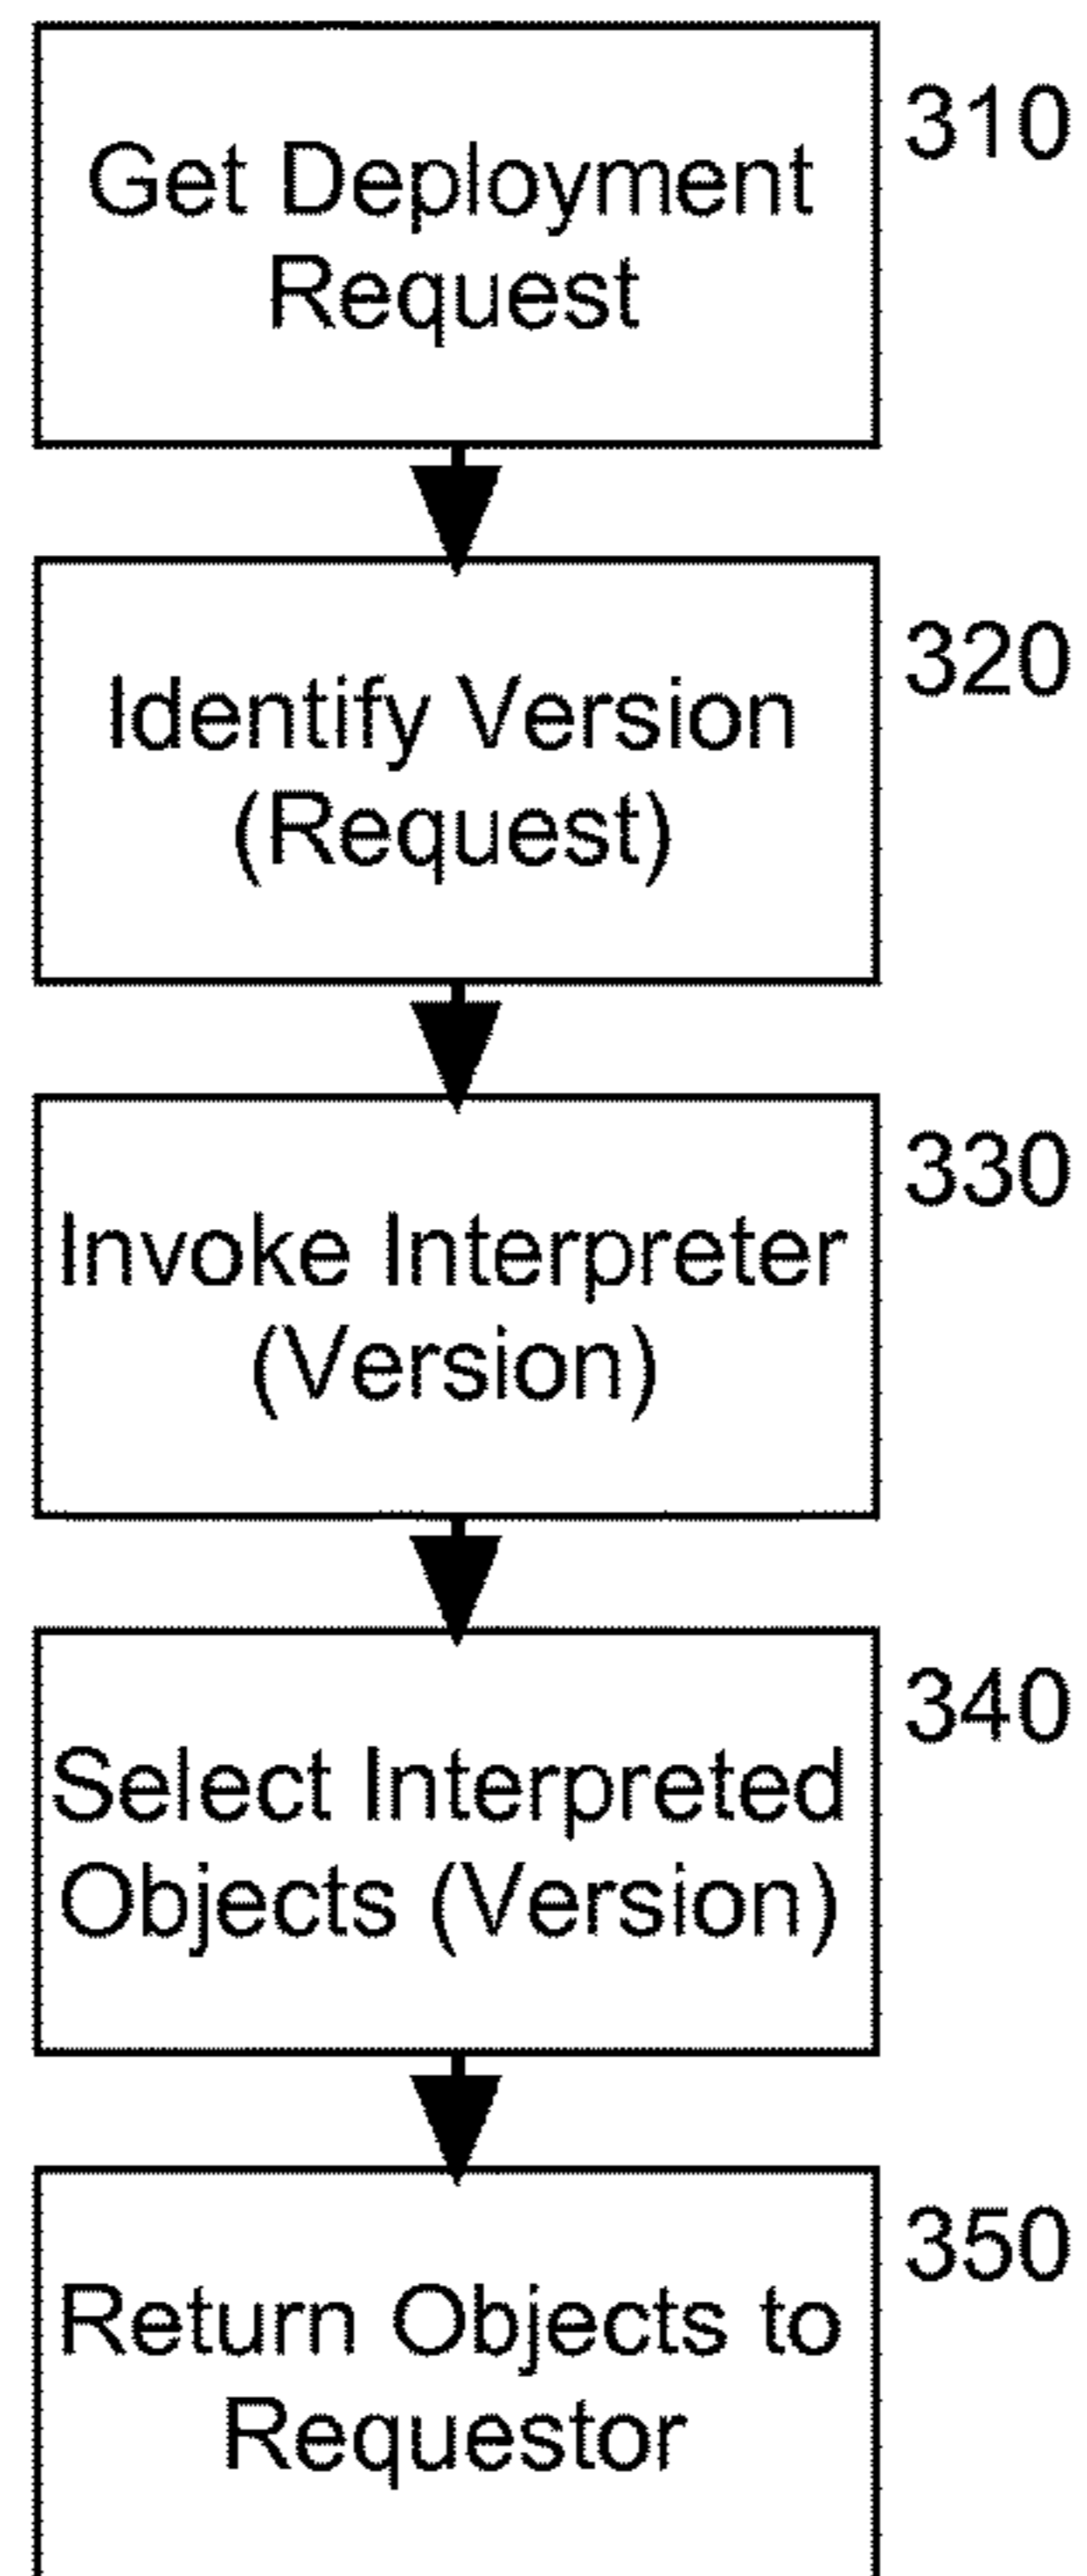 310
Get Deployment
Request
320
Identify Version
(Request)
330
Invoke Interpreter
(Version)
340
Select Interpreted
Objects (Version)
350
Return Objects to
Requestor